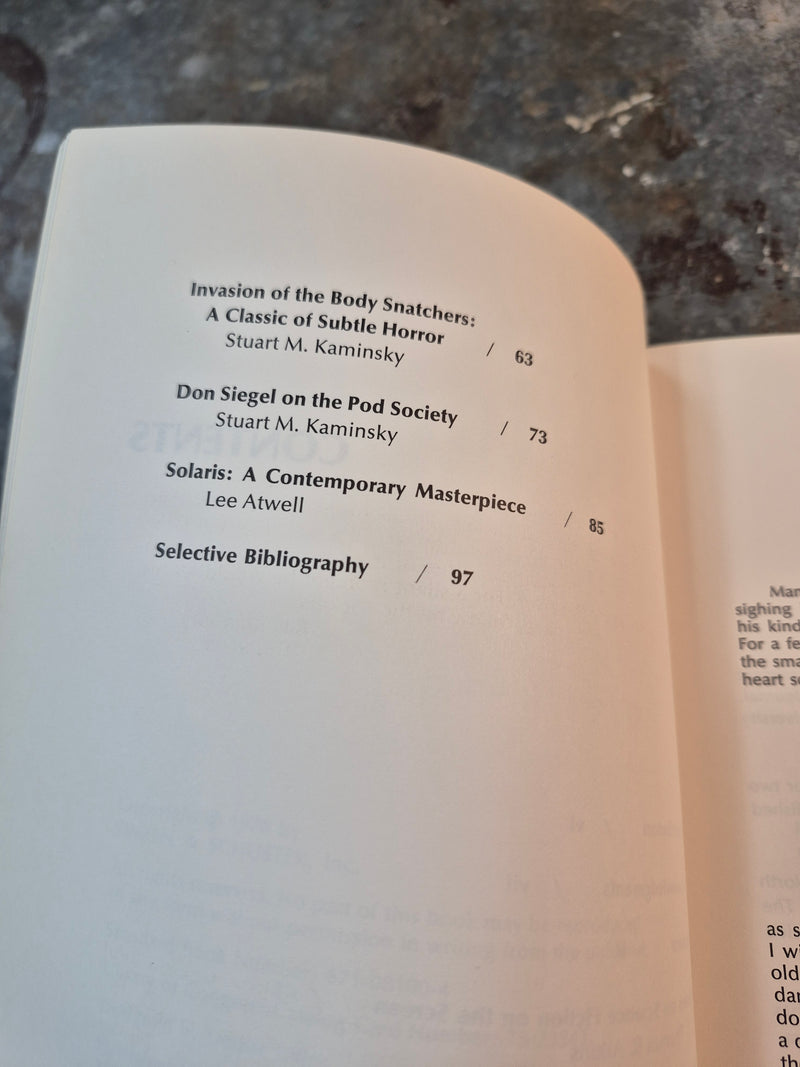 Invasion of the Body Snatchers:
A Classic of Subtle Horror / 63
Stuart M. Kaminsky
Don Siegel on the Pod Society / 73
Stuart M. Kaminsky
Solaris: A Contemporary Masterpiece / 85
Lee Atwell
Selective Bibliography / 97
sighing
his kind
For a
the
heart
as
I
old
do
a